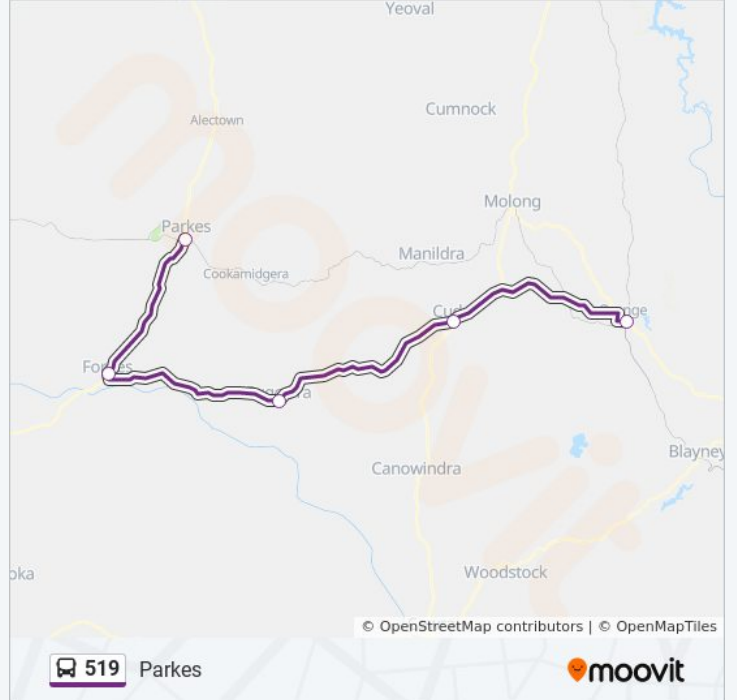 Yeoval
Cumnock
Alectown
Molong
Parkes
Manildra
Cookamidgera
Canowindra
Blayney
Woodstock
© OpenStreetMap contributors | © OpenMapTiles
519 Parkes
moovit